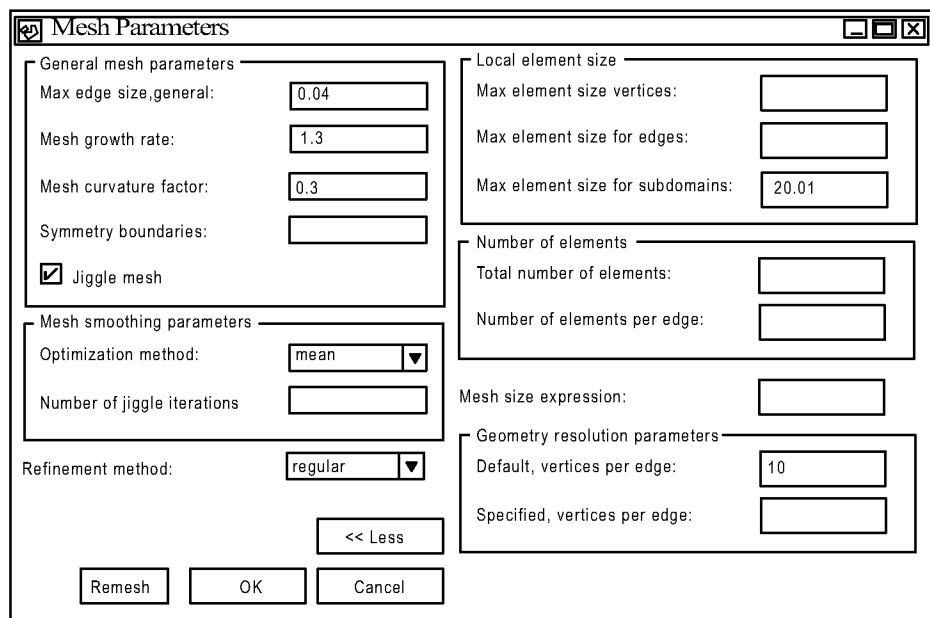 Mesh Parameters
General mesh parameters
Max edge size,general: 0.04
Mesh growth rate: 1.3
Mesh curvature factor: 0.3
Symmetry boundaries:
Jiggle mesh
Mesh smoothing parameters
Optimization method: mean
Number of jiggle iterations
Refinement method: regular
<< Less
Remesh OK Cancel
Local element size
Max element size vertices:
Max element size for edges:
Max element size for subdomains: 20.01
Number of elements
Total number of elements:
Number of elements per edge:
Mesh size expression:
Geometry resolution parameters
Default, vertices per edge: 10
Specified, vertices per edge: